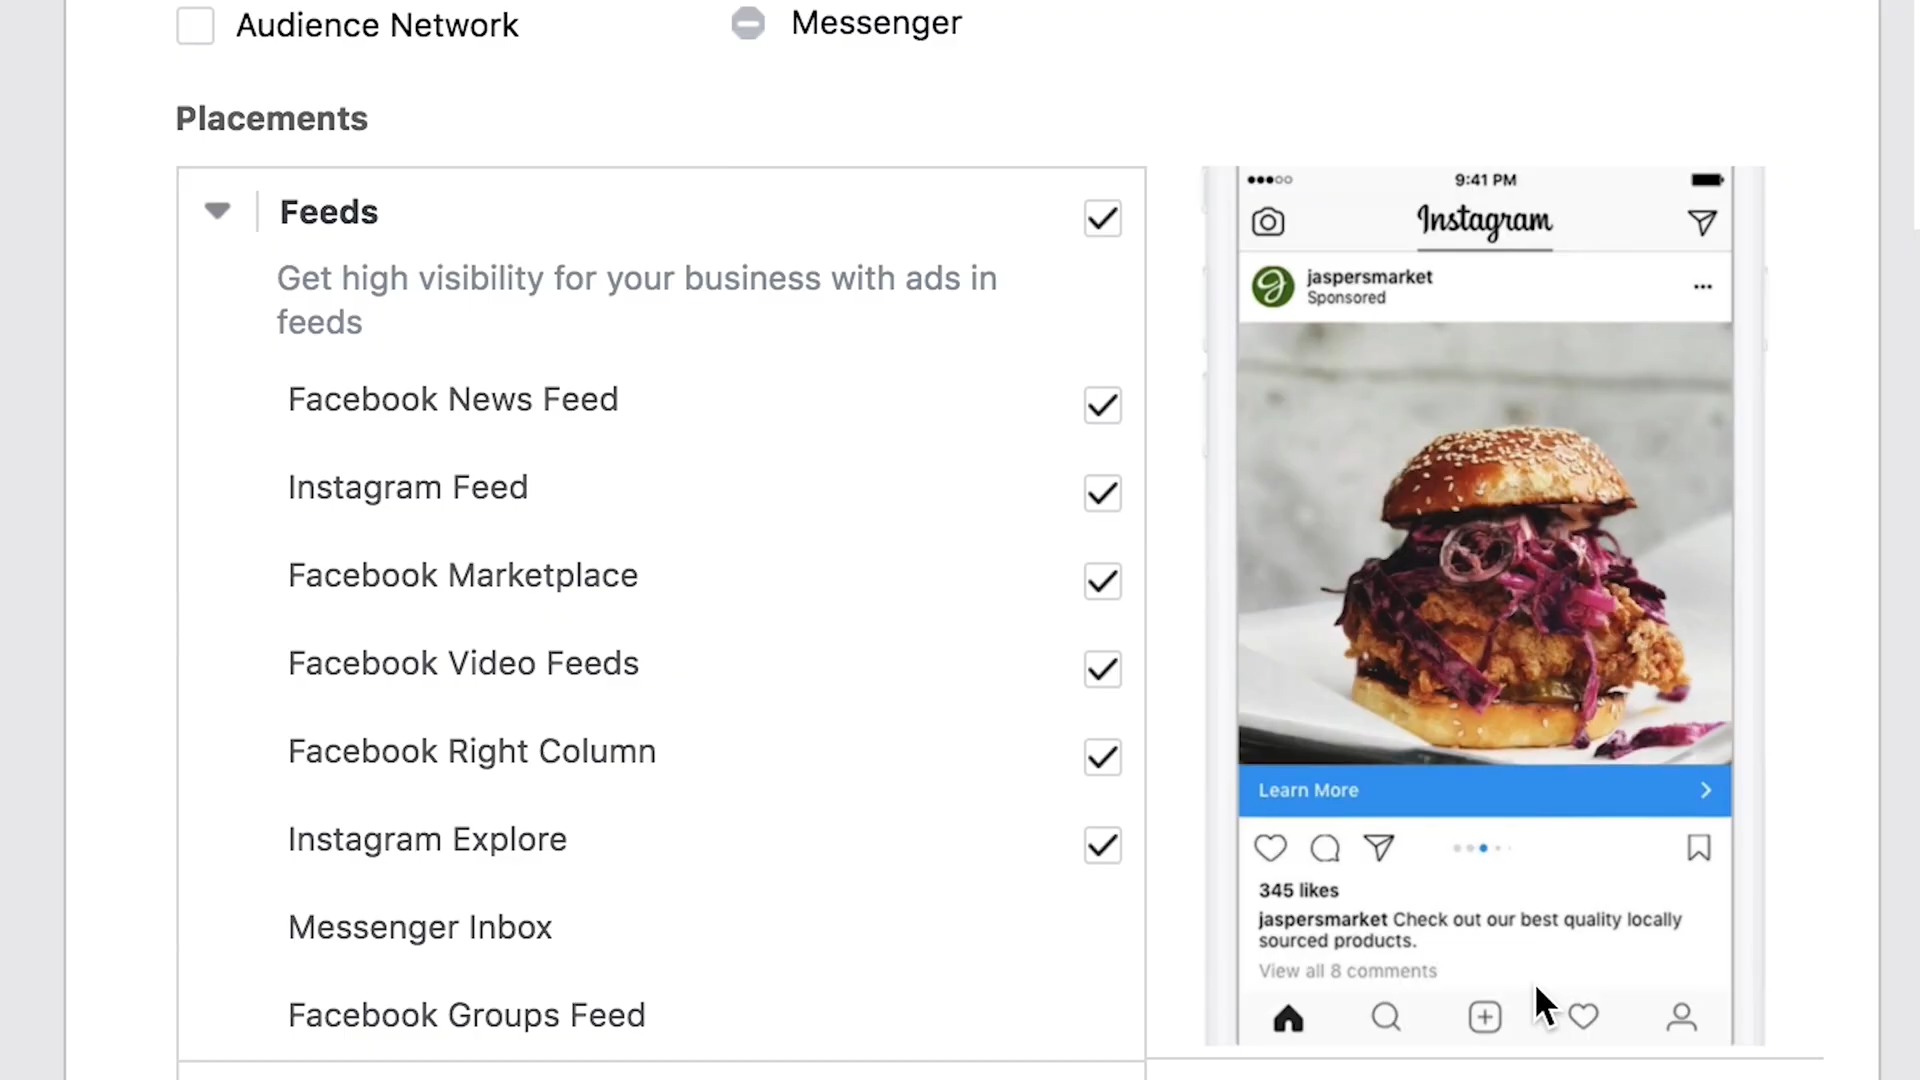 Audience Network
Messenger
Placements
Feeds
Get high visibility for your business with ads in
feeds
Facebook News Feed
Instagram Feed
Facebook Marketplace
Facebook Video Feeds
Facebook Right Column
Instagram Explore
Messenger Inbox
Facebook Groups Feed
9:41 PM
Instagram
jaspersmarket
Sponsored
Learn More
345 likes
jaspersmarket Check out our best quality locally
sourced products.
View all 8 comments